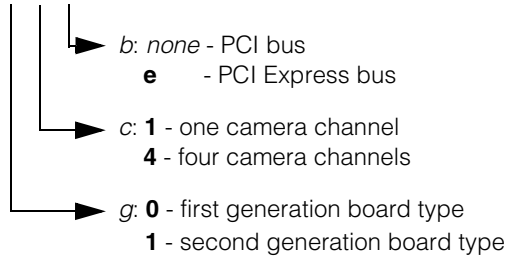 b: none - PCI bus
e - PCI Express bus
c: 1 - one camera channel
4 - four camera channels
g: 0 - first generation board type
1 - second generation board type